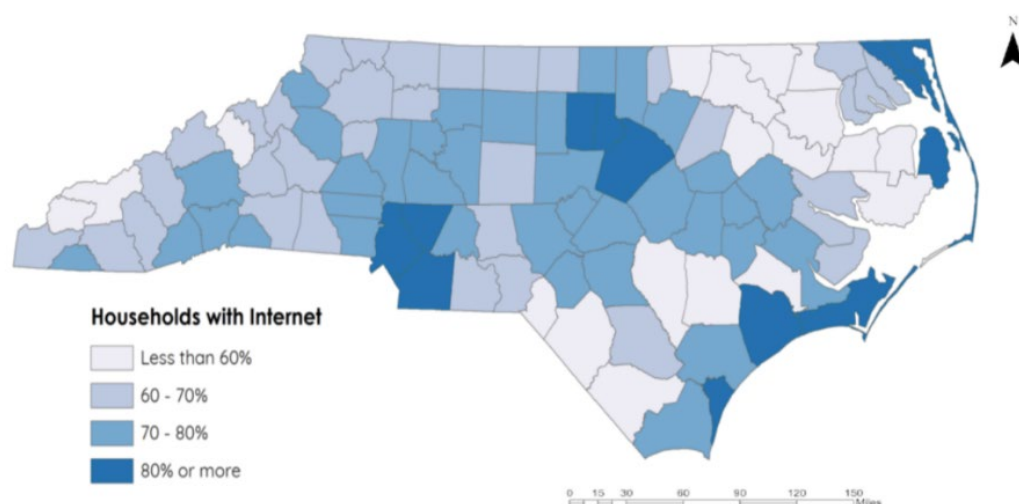 N
Households with Internet
Less than 60%
60 - 70%
70 - 80%
80% or more
0 15 30 60 90 120 150
Miles